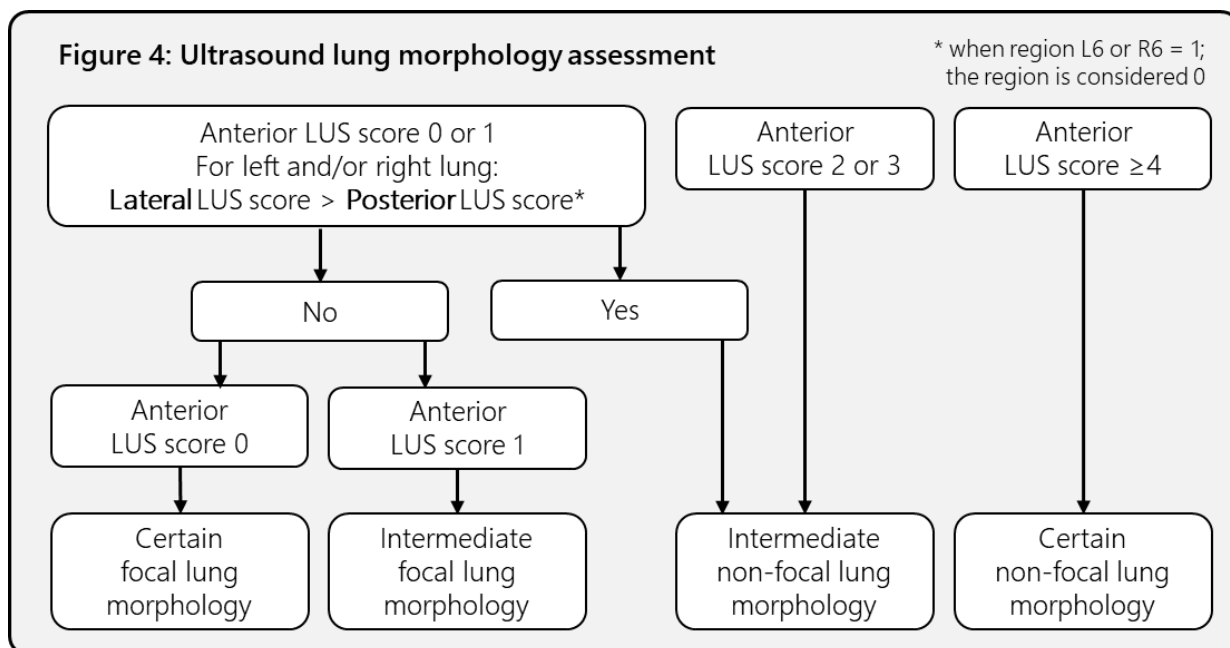 Figure 4: Ultrasound lung morphology assessment
* when region L6 or R6 = 1;
the region is considered 0
Anterior LUS score 0 or 1
For left and/or right lung:
Lateral LUS score > Posterior LUS score*
Anterior
LUS score 2 or 3
Anterior
LUS score ≥4
No
Yes
Anterior
LUS score 0
Anterior
LUS score 1
Certain
focal lung
morphology
Intermediate
focal lung
morphology
Intermediate
non-focal lung
morphology
Certain
non-focal lung
morphology